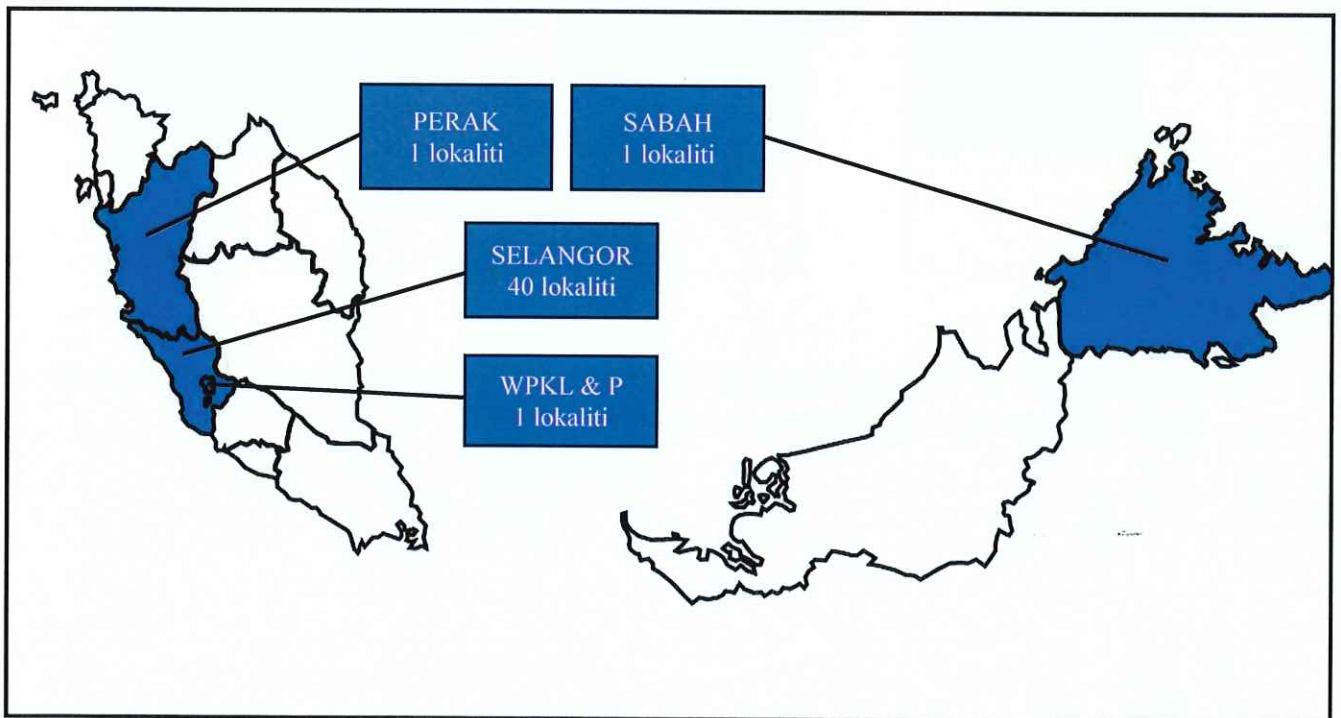 PERAK
1 lokaliti
SABAH
1 lokaliti
SELANGOR
40 lokaliti
WPKL & P
1 lokaliti